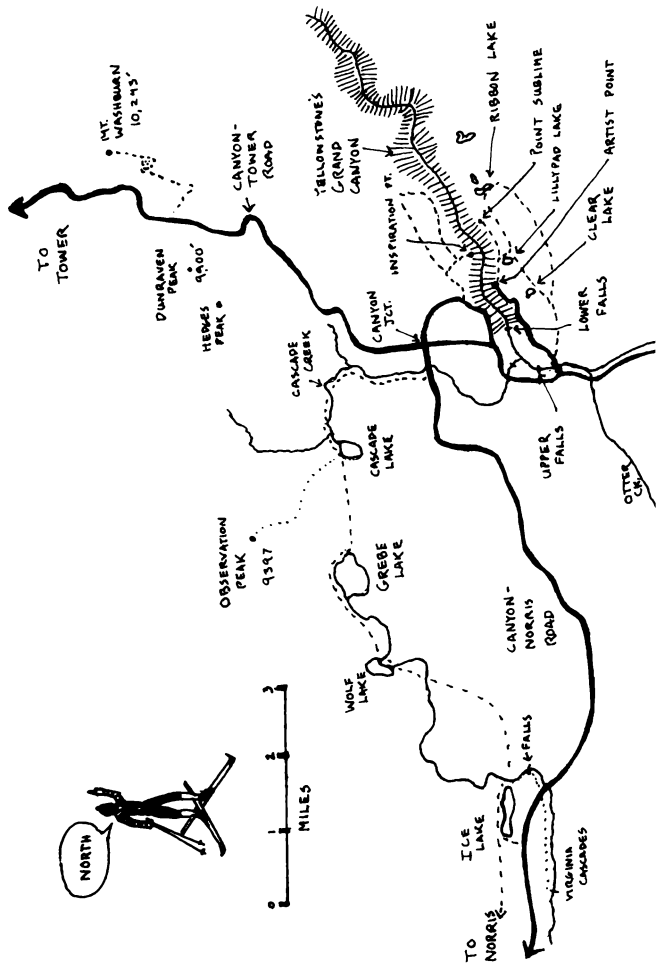 TO
TOWER
MT.
WASHBURN
10,243'
DUNRAVEN
PEAK
HEDGES
PEAK
CANYON-
TOWER
ROAD
NORTH
0
1
2
3
MILES
OBSERVATION
PEAK
9397
CASCADE
CREEK
CASCADE
LAKE
GREBE
LAKE
WOLF
LAKE
YELLOWSTONE'S
GRAND
CANYON
INSPIRATION PT.
CANYON
JCT.
RIBBON LAKE
POINT SUBLIME
LILLYPAD LAKE
ARTIST POINT
CLEAR
LAKE
LOWER
FALLS
UPPER
FALLS
OTTER
CK.
CANYON-
NORRIS
ROAD
FALLS
ICE
LAKE
TO
NORRIS
VIRGINIA
CASCADES